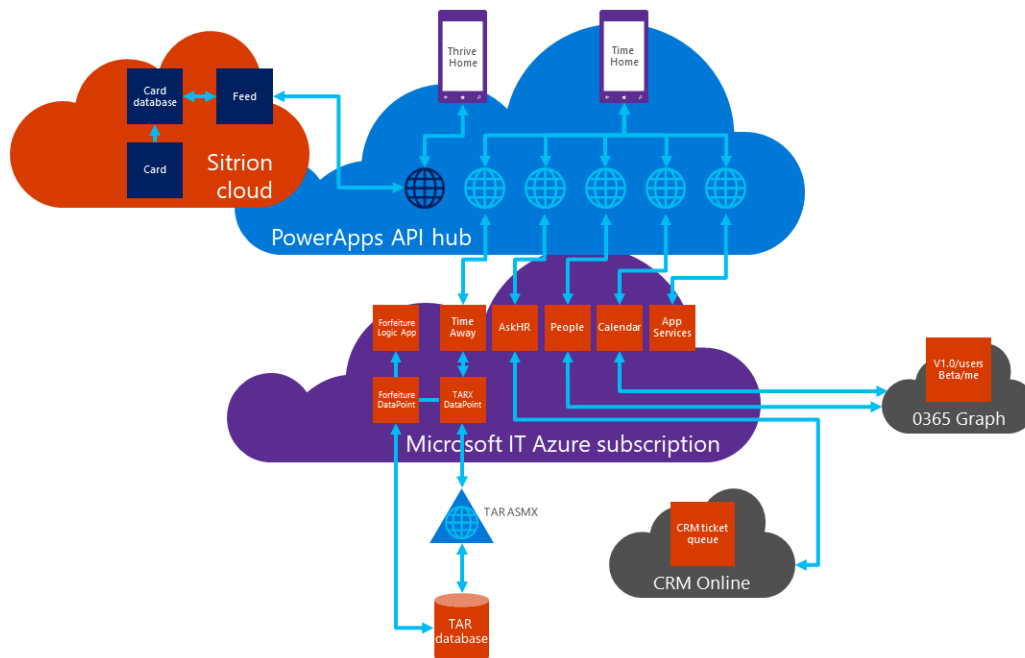 Thrive
Home
Time
Home
Card
database
Feed
Card
Sitrion
cloud
PowerApps API hub
Forfeiture
Logic App
Time
Away
AskHR
People
Calendar
App
Services
Forfeiture
DataPoint
TARX
DataPoint
Microsoft IT Azure subscription
V1.0/users
Beta/me
0365 Graph
TAR ASMX
CRM ticket
queue
CRM Online
TAR
database